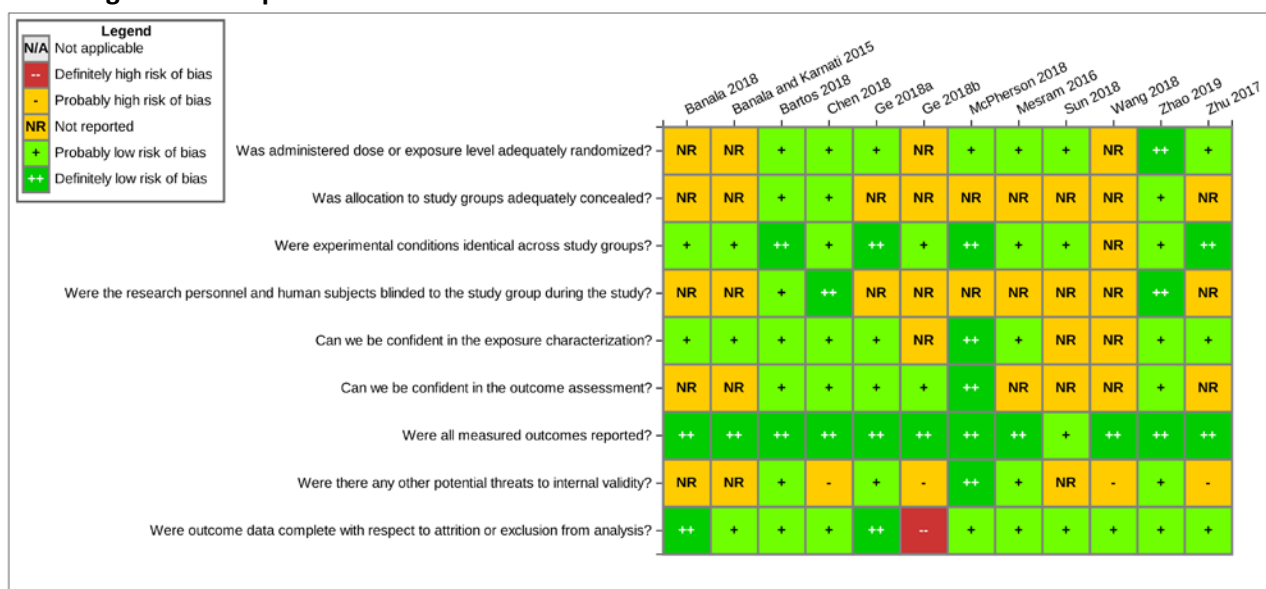 Legend
N/A Not applicable
-- Definitely high risk of bias
- Probably high risk of bias
NR Not reported
+ Probably low risk of bias
++ Definitely low risk of bias
Banala 2018
Banala and Karnati 2015
Bartos 2018
Chen 2018
Ge 2018a
Ge 2018b
McPherson 2018
Mesram 2016
Sun 2018
Wang 2018
Zhao 2019
Zhu 2017
Was administered dose or exposure level adequately randomized? NR NR + + + NR + + + NR ++ +
Was allocation to study groups adequately concealed? NR NR + + NR NR NR NR NR NR + NR
Were experimental conditions identical across study groups? + + ++ + ++ + ++ + + NR + ++
Were the research personnel and human subjects blinded to the study group during the study? NR NR + ++ NR NR NR NR NR NR ++ NR
Can we be confident in the exposure characterization? + + + + + NR ++ + NR NR + +
Can we be confident in the outcome assessment? NR NR + + + + ++ NR NR NR + NR
Were all measured outcomes reported? ++ ++ ++ ++ ++ ++ ++ ++ + ++ ++ ++
Were there any other potential threats to internal validity? NR NR + - + - ++ + NR - + -
Were outcome data complete with respect to attrition or exclusion from analysis? ++ + + + ++ -- + + + + + +